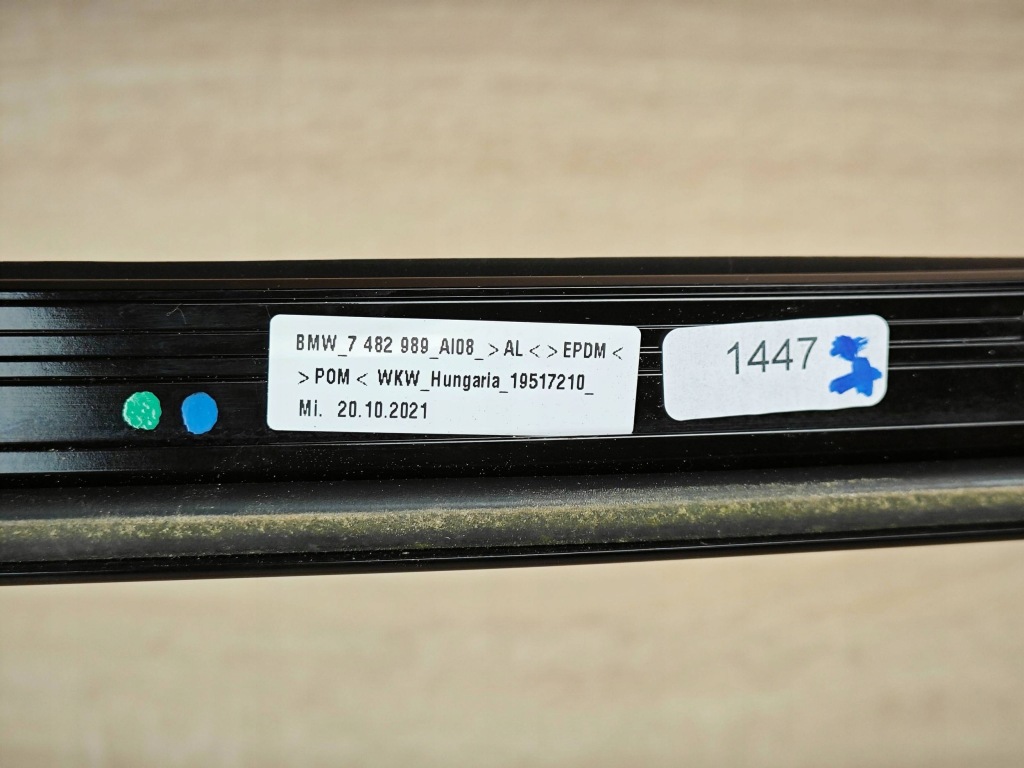 BMW_7 482 989_AI08_>AL<>EPDM<
>POM< WKW_Hungaria_19517210_
Mi. 20.10.2021
1447